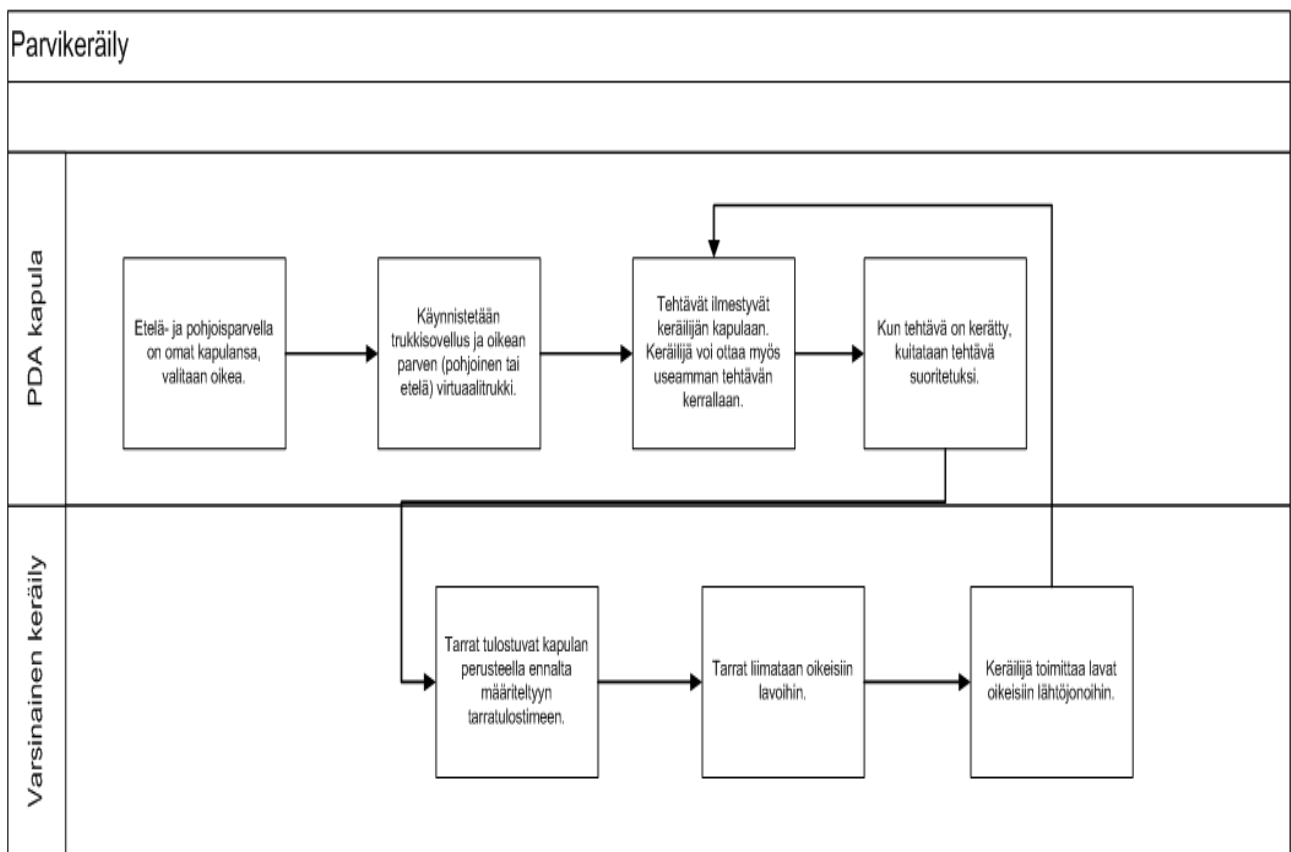 Parvikeräily
PDA kapula
Etelä- ja pohjoisparvella
on omat kapulansa,
valitaan oikea.
Käynnistetään
trukkisovellus ja oikean
parven (pohjoinen tai
etelä) virtuaalitrukki.
Tehtävät ilmestyvät
keräilijän kapulaan.
Keräilijä voi ottaa myös
useamman tehtävän
kerrallaan.
Kun tehtävä on kerätty,
kuitataan tehtävä
suoritetuksi.
Varsinainen keräily
Tarrat tulostuvat kapulan
perusteella ennalta
määriteltyyn
tarratulostimeen.
Tarrat liimataan oikeisiin
lavoihin.
Keräilijä toimittaa lavat
oikeisiin lähtöjonoihin.